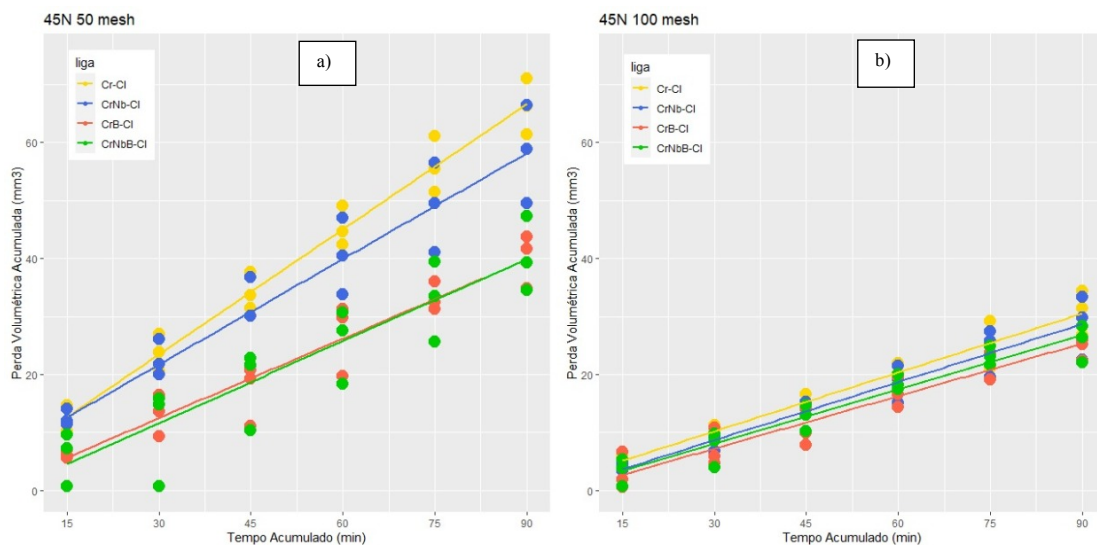 45N 50 mesh
a)
liga
Cr-CI
CrNb-CI
CrB-CI
CrNbB-CI
Perda Volumétrica Acumulada (mm3)
60
40
20
0
15 30 45 60 75 90
Tempo Acumulado (min)
45N 100 mesh
b)
liga
Cr-CI
CrNb-CI
CrB-CI
CrNbB-CI
Perda Volumétrica Acumulada (mm3)
60
40
20
0
15 30 45 60 75 90
Tempo Acumulado (min)